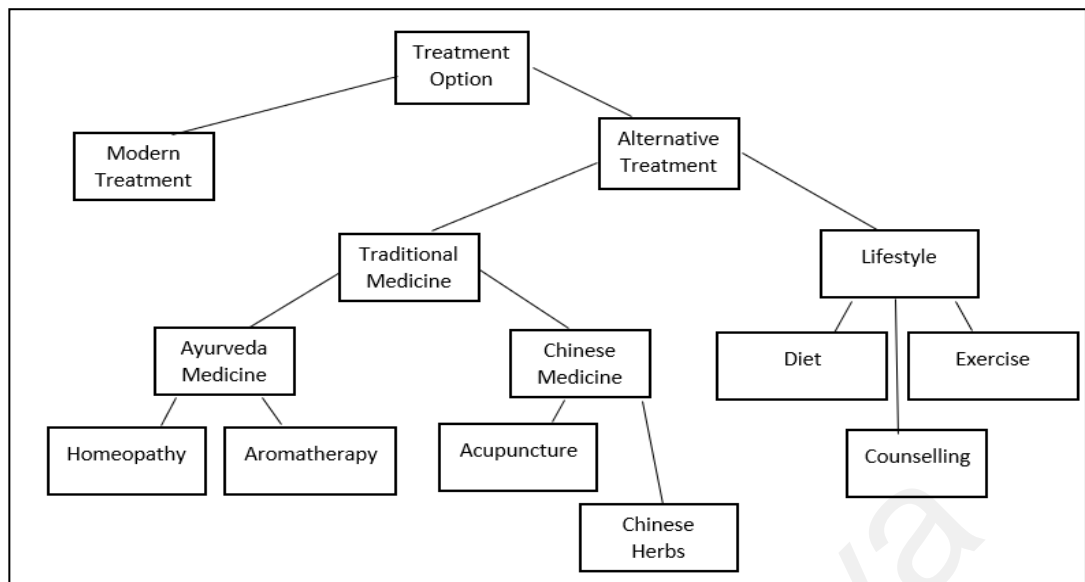 Treatment
Option
Modern
Treatment
Alternative
Treatment
Traditional
Medicine
Lifestyle
Ayurveda
Medicine
Chinese
Medicine
Diet
Exercise
Homeopathy
Aromatherapy
Acupuncture
Counselling
Chinese
Herbs